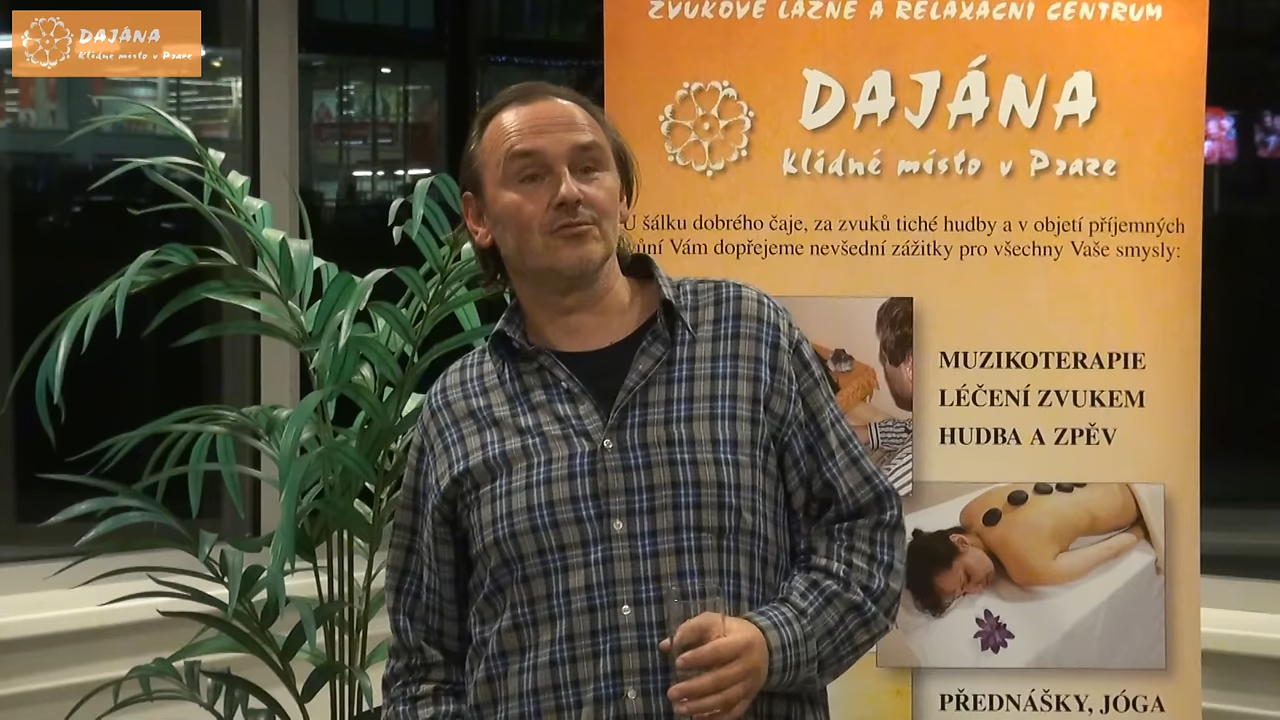 DAJÁNA
Klidné místo v Praze
ZVUKOVÉ LÁZNĚ A RELAXAČNÍ CENTRUM
DAJÁNA
Klidné místo v Praze
U šálku dobrého čaje, za zvuků tiché hudby a v objetí příjemných
vůní Vám dopřejeme nevšední zážitky pro všechny Vaše smysly:
MUZIKOTERAPIE
LÉČENÍ ZVUKEM
HUDBA A ZPĚV
PŘEDNÁŠKY, JÓGA